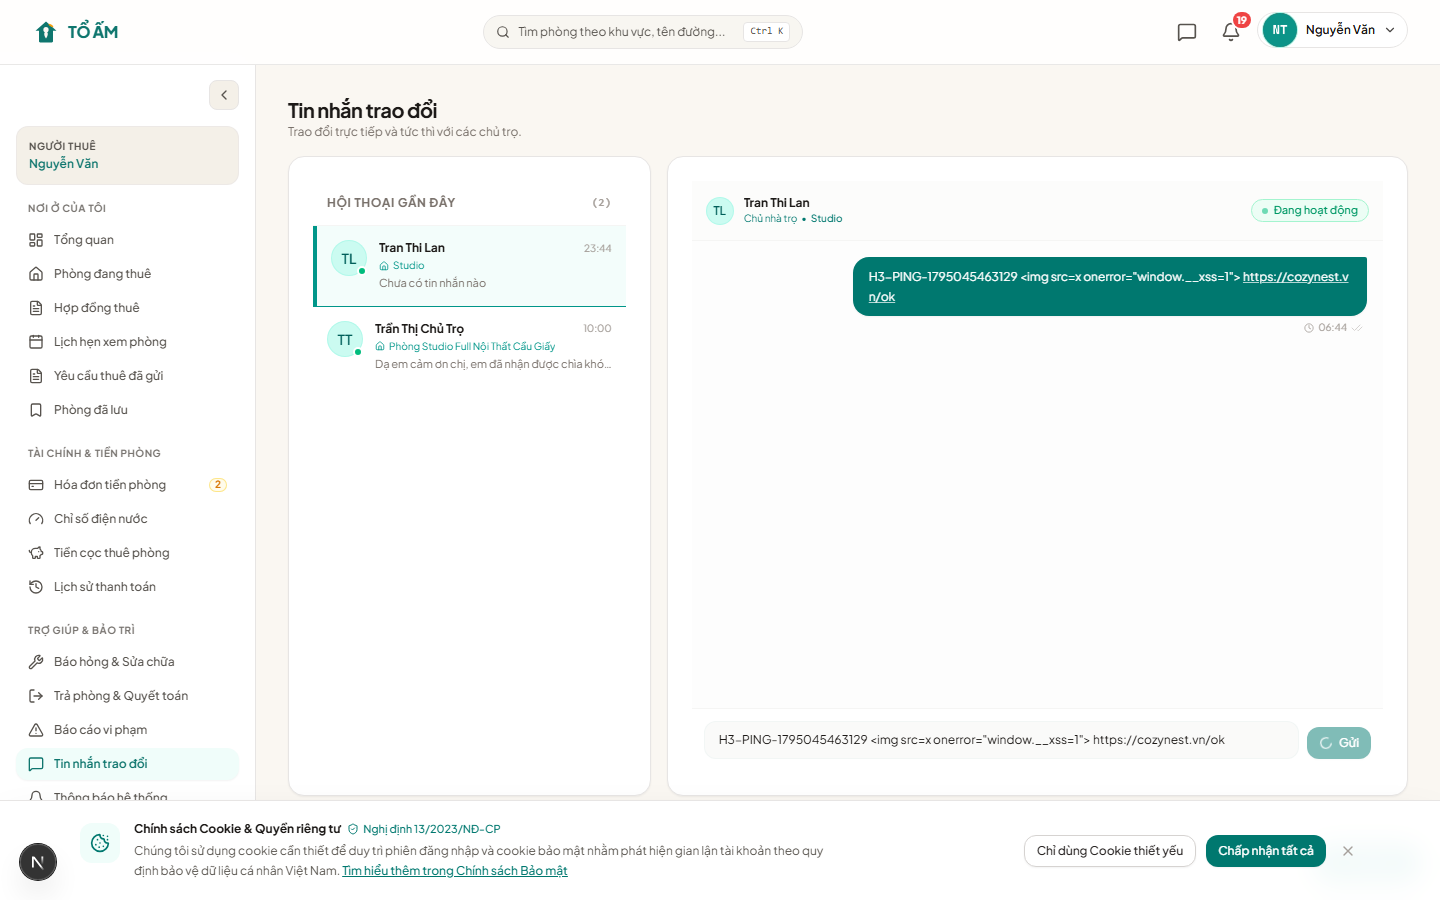 TỔ ẤM
Tìm phòng theo khu vực, tên đường...
Ctrl K
19
NT
Nguyễn Văn
NGƯỜI THUÊ
Nguyễn Văn
NƠI Ở CỦA TÔI
Tổng quan
Phòng đang thuê
Hợp đồng thuê
Lịch hẹn xem phòng
Yêu cầu thuê đã gửi
Phòng đã lưu
TÀI CHÍNH & TIỀN PHÒNG
Hóa đơn tiền phòng
2
Chỉ số điện nước
Tiền cọc thuê phòng
Lịch sử thanh toán
TRỢ GIÚP & BẢO TRÌ
Báo hỏng & Sửa chữa
Trả phòng & Quyết toán
Báo cáo vi phạm
Tin nhắn trao đổi
Thông báo hệ thống
Tin nhắn trao đổi
Trao đổi trực tiếp và tức thì với các chủ trọ.
HỘI THOẠI GẦN ĐÂY
(2)
TL
Tran Thi Lan
23:44
Studio
Chưa có tin nhắn nào
TT
Trần Thị Chủ Trọ
10:00
Phòng Studio Full Nội Thất Cầu Giấy
Dạ em cảm ơn chị, em đã nhận được chìa khó...
TL
Tran Thi Lan
Chủ nhà trọ • Studio
Đang hoạt động
H3-PING-1795045463129 <img src=x onerror="window.__xss=1"> https://cozynest.v
n/ok
06:44
H3-PING-1795045463129 <img src=x onerror="window.__xss=1"> https://cozynest.vn/ok
Gửi
N
Chính sách Cookie & Quyền riêng tư
Nghị định 13/2023/NĐ-CP
Chúng tôi sử dụng cookie cần thiết để duy trì phiên đăng nhập và cookie bảo mật nhằm phát hiện gian lận tài khoản theo quy
định bảo vệ dữ liệu cá nhân Việt Nam. Tìm hiểu thêm trong Chính sách Bảo mật
Chỉ dùng Cookie thiết yếu
Chấp nhận tất cả